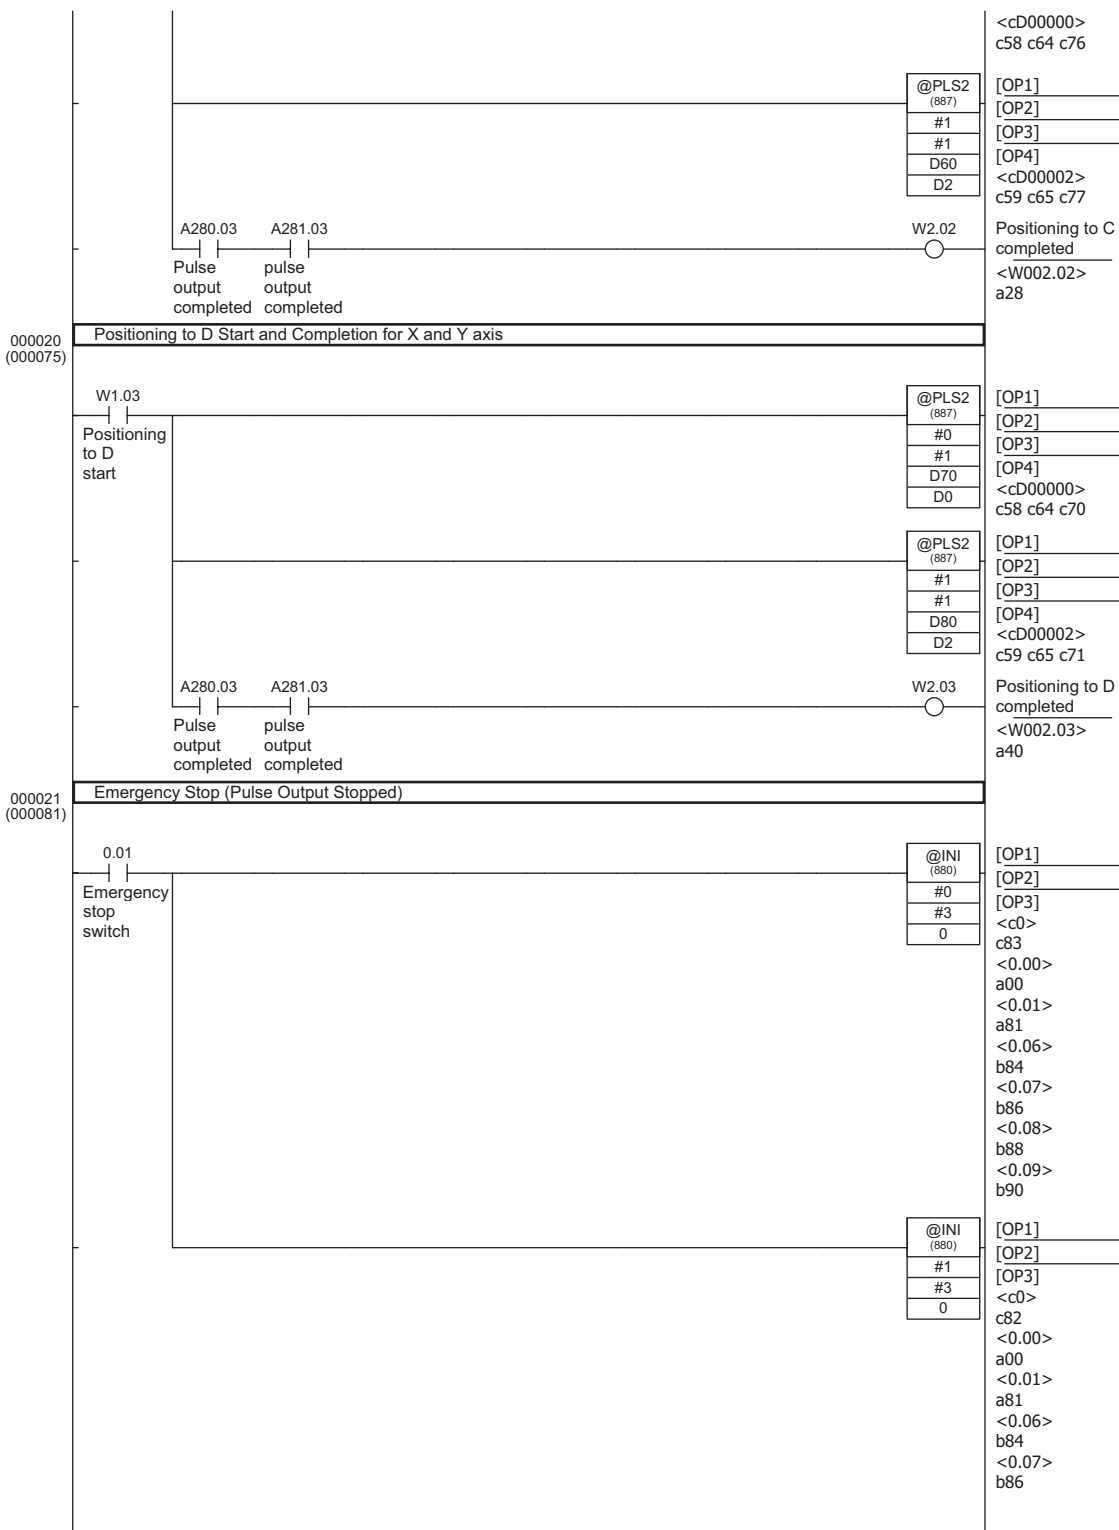 <cD00000>
c58 c64 c76
@PLS2
(887)
#1
#1
D60
D2
[OP1]
[OP2]
[OP3]
[OP4]
<cD00002>
c59 c65 c77
A280.03
A281.03
W2.02
Pulse
output
completed
pulse
output
completed
Positioning to C
completed
<W002.02>
a28
000020
(000075)
Positioning to D Start and Completion for X and Y axis
W1.03
Positioning
to D
start
@PLS2
(887)
#0
#1
D70
D0
[OP1]
[OP2]
[OP3]
[OP4]
<cD00000>
c58 c64 c70
@PLS2
(887)
#1
#1
D80
D2
[OP1]
[OP2]
[OP3]
[OP4]
<cD00002>
c59 c65 c71
A280.03
A281.03
W2.03
Pulse
output
completed
pulse
output
completed
Positioning to D
completed
<W002.03>
a40
000021
(000081)
Emergency Stop (Pulse Output Stopped)
0.01
Emergency
stop
switch
@INI
(880)
#0
#3
0
[OP1]
[OP2]
[OP3]
<c0>
c83
<0.00>
a00
<0.01>
a81
<0.06>
b84
<0.07>
b86
<0.08>
b88
<0.09>
b90
@INI
(880)
#1
#3
0
[OP1]
[OP2]
[OP3]
<c0>
c82
<0.00>
a00
<0.01>
a81
<0.06>
b84
<0.07>
b86